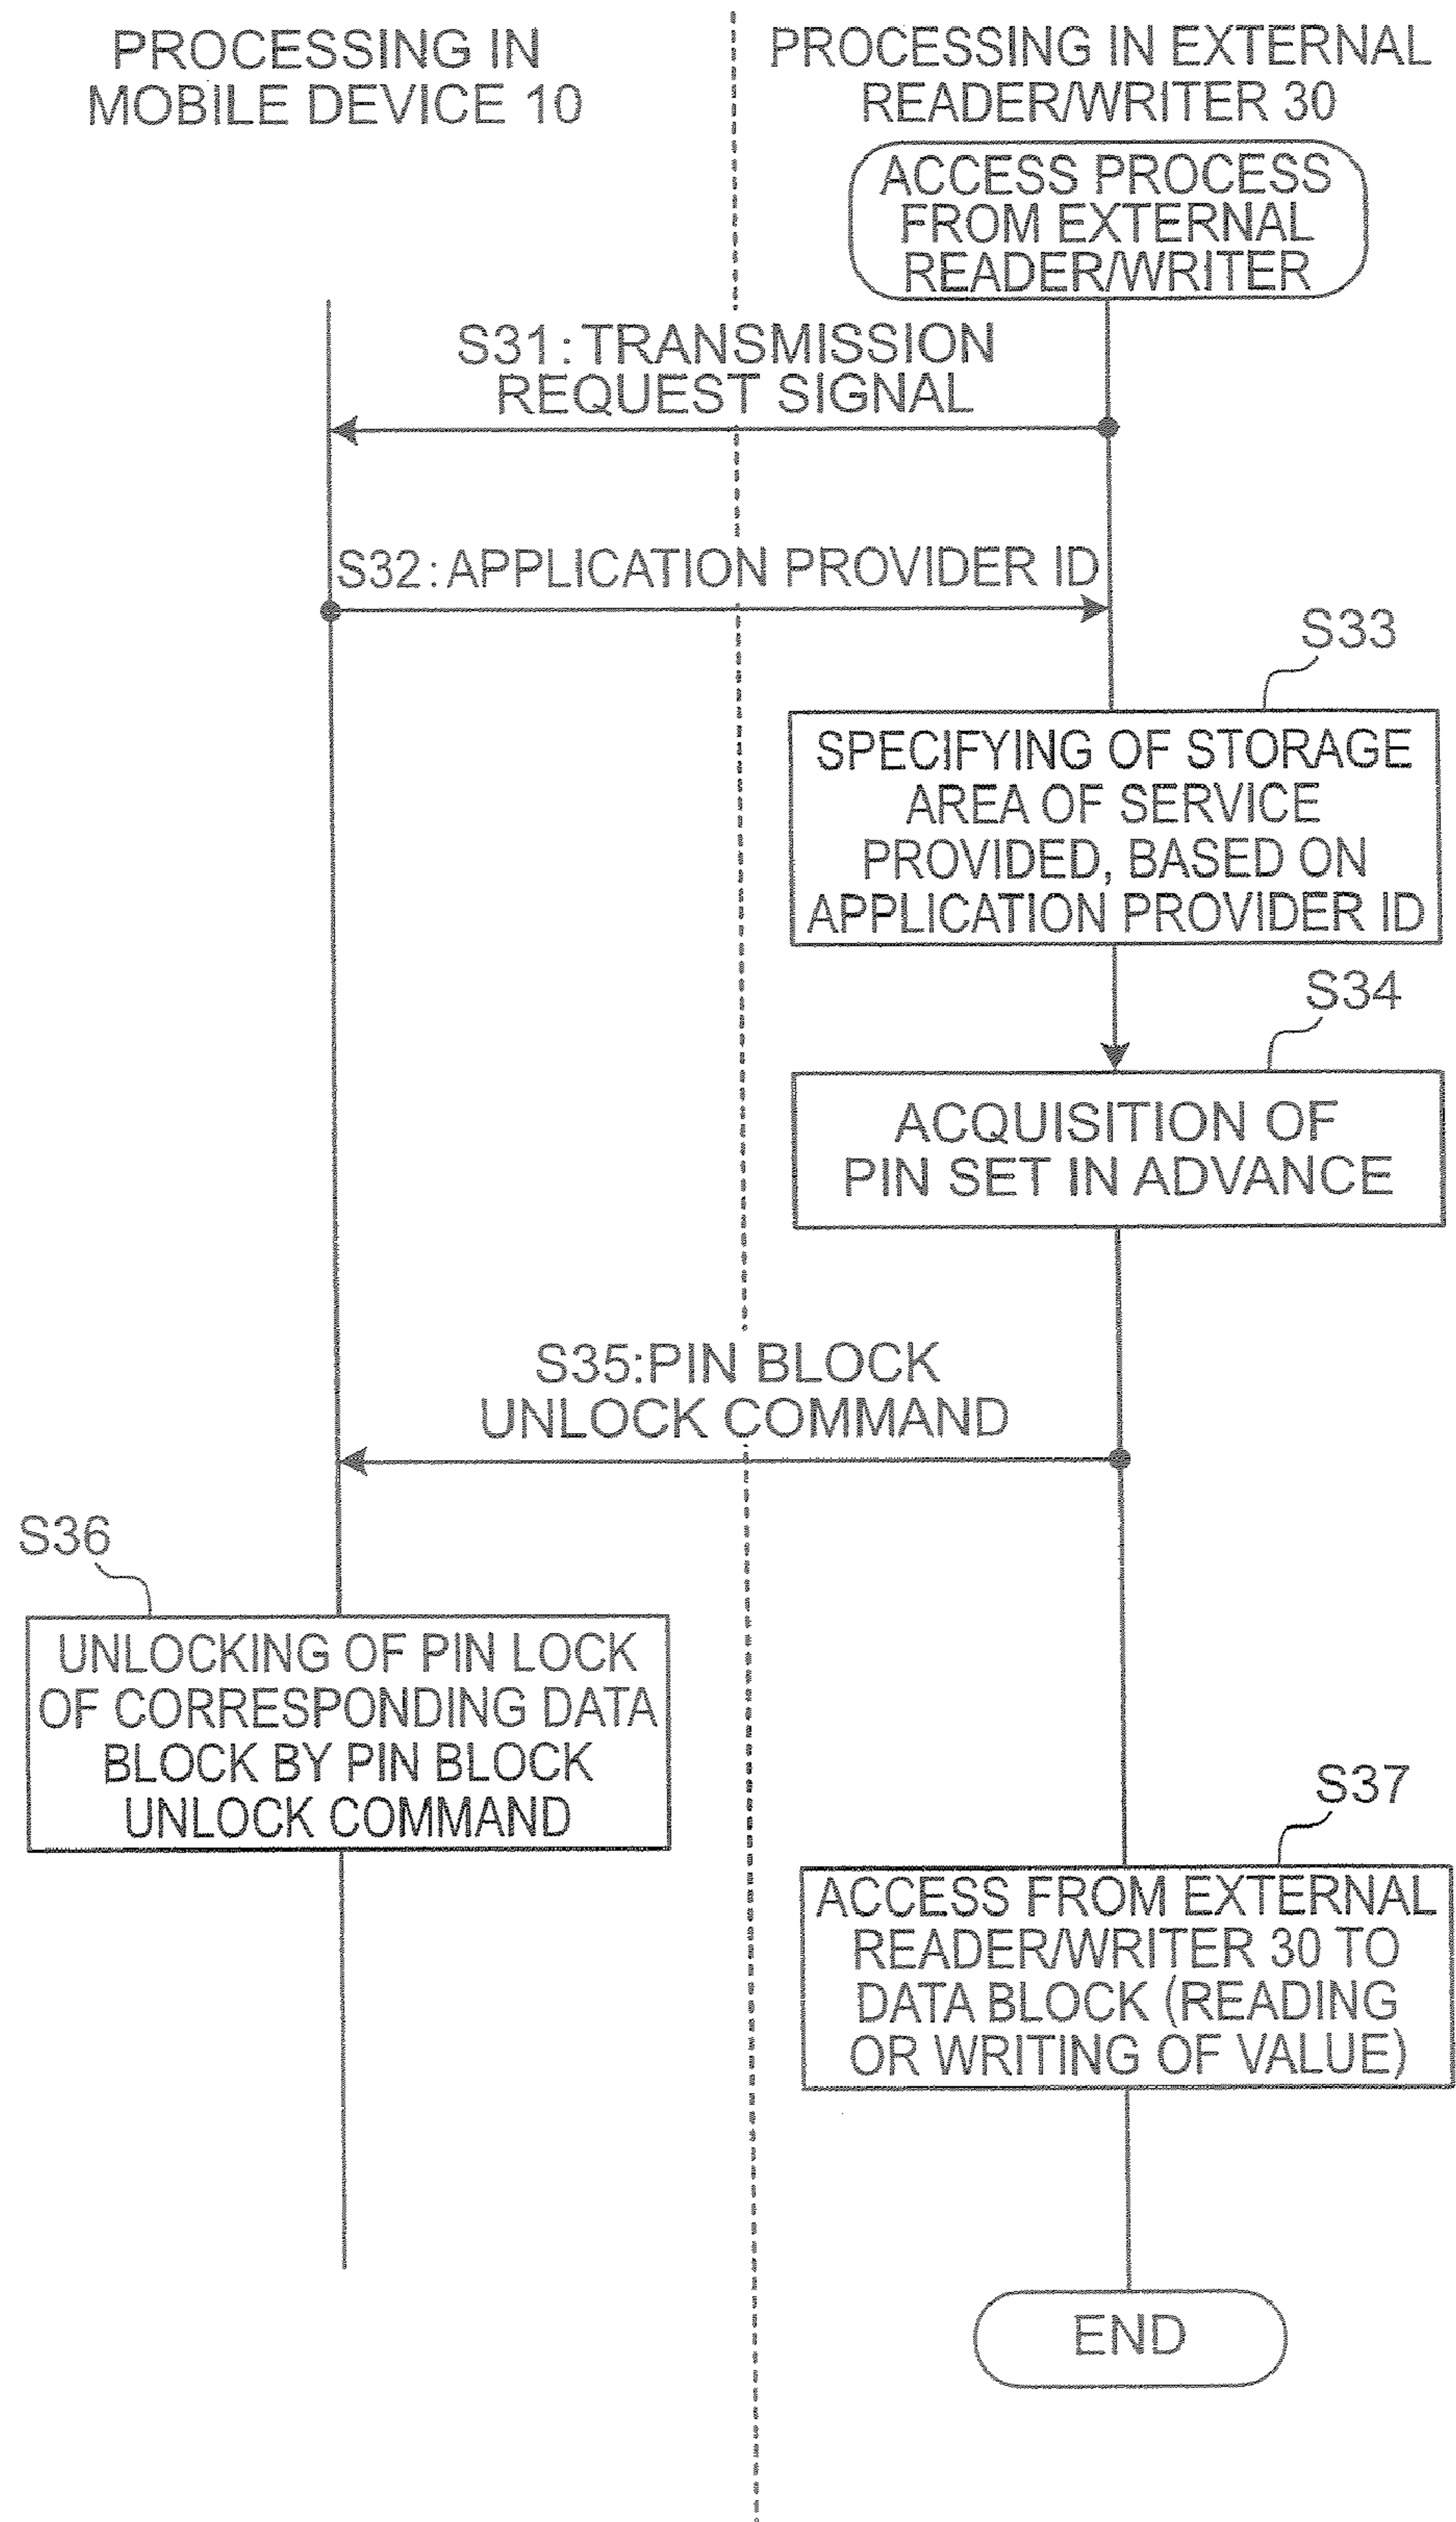 PROCESSING IN
MOBILE DEVICE 10
PROCESSING IN EXTERNAL
READER/WRITER 30
ACCESS PROCESS
FROM EXTERNAL
READER/WRITER
S31: TRANSMISSION
REQUEST SIGNAL
S32: APPLICATION PROVIDER ID
S33
SPECIFYING OF STORAGE
AREA OF SERVICE
PROVIDED, BASED ON
APPLICATION PROVIDER ID
S34
ACQUISITION OF
PIN SET IN ADVANCE
S35:PIN BLOCK
UNLOCK COMMAND
S36
UNLOCKING OF PIN LOCK
OF CORRESPONDING DATA
BLOCK BY PIN BLOCK
UNLOCK COMMAND
S37
ACCESS FROM EXTERNAL
READER/WRITER 30 TO
DATA BLOCK (READING
OR WRITING OF VALUE)
END